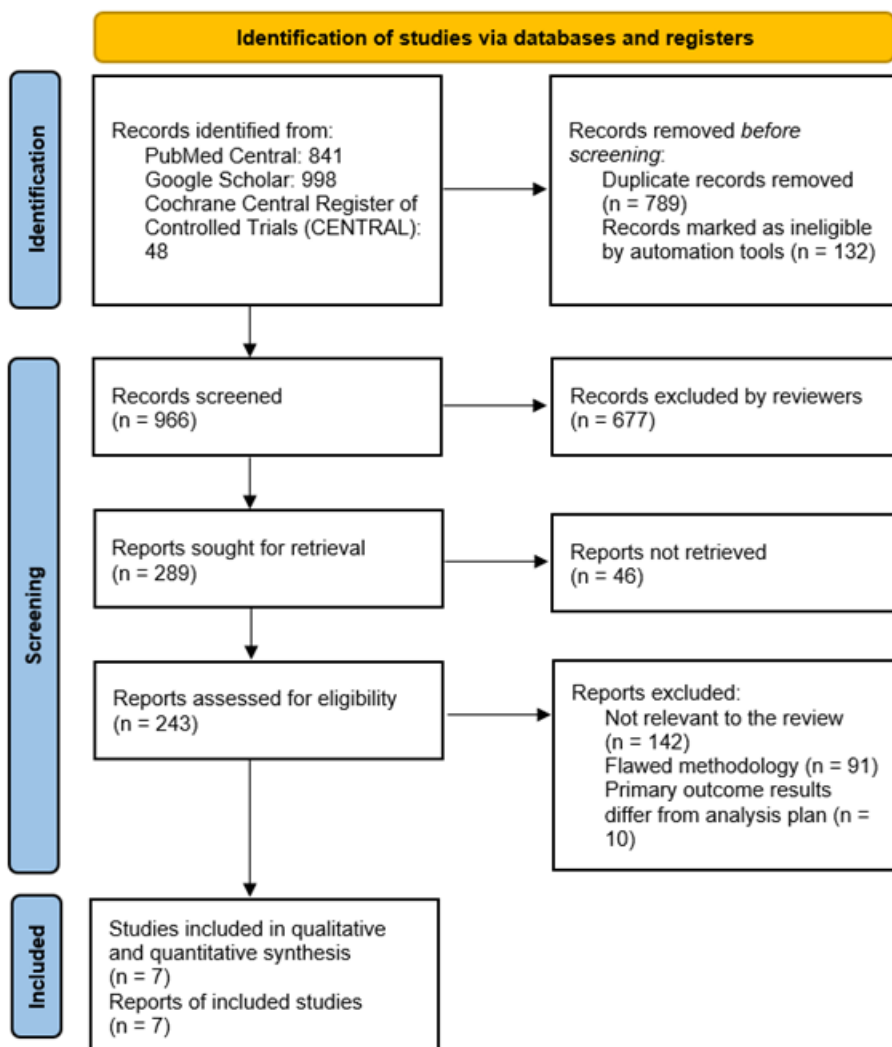 Identification of studies via databases and registers
Identification
Records identified from:
PubMed Central: 841
Google Scholar: 998
Cochrane Central Register of
Controlled Trials (CENTRAL):
48
Records removed before
screening:
Duplicate records removed
(n = 789)
Records marked as ineligible
by automation tools (n = 132)
Screening
Records screened
(n = 966)
Records excluded by reviewers
(n = 677)
Reports sought for retrieval
(n = 289)
Reports not retrieved
(n = 46)
Reports assessed for eligibility
(n = 243)
Reports excluded:
Not relevant to the review
(n = 142)
Flawed methodology (n = 91)
Primary outcome results
differ from analysis plan (n =
10)
Included
Studies included in qualitative
and quantitative synthesis
(n = 7)
Reports of included studies
(n = 7)